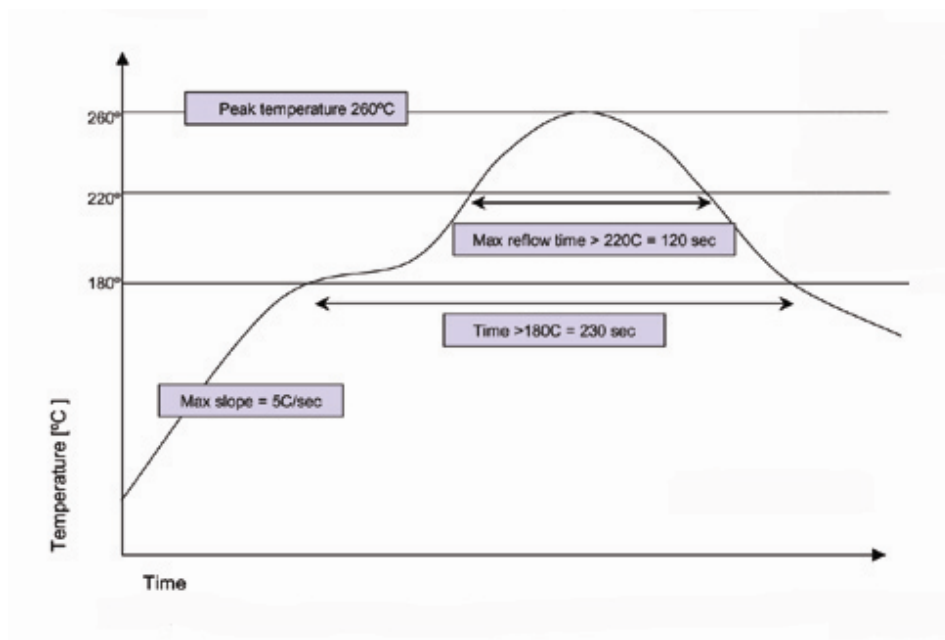 Peak temperature 260ºC
260º
220º
Max reflow time > 220C = 120 sec
180º
Time >180C = 230 sec
Max slope = 5C/sec
Temperature [ºC ]
Time